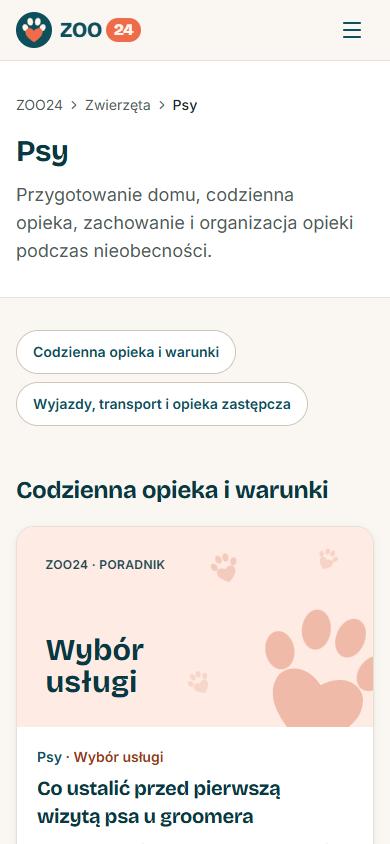 ZOO 24
ZOO24 > Zwierzęta > Psy
Psy
Przygotowanie domu, codzienna
opieka, zachowanie i organizacja opieki
podczas nieobecności.
Codzienna opieka i warunki
Wyjazdy, transport i opieka zastępcza
Codzienna opieka i warunki
ZOO24 · PORADNIK
Wybór
usługi
Psy · Wybór usługi
Co ustalić przed pierwszą
wizytą psa u groomera